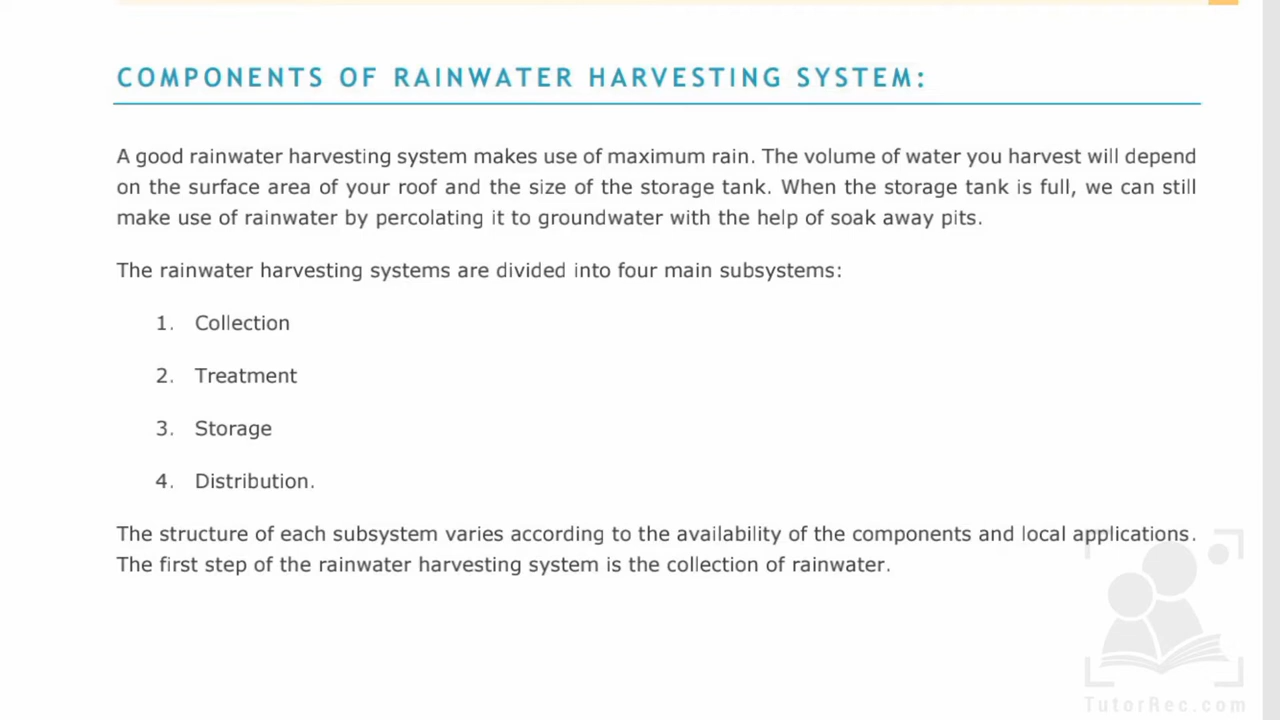 COMPONENTS OF RAINWATER HARVESTING SYSTEM:
A good rainwater harvesting system makes use of maximum rain. The volume of water you harvest will depend
on the surface area of your roof and the size of the storage tank. When the storage tank is full, we can still
make use of rainwater by percolating it to groundwater with the help of soak away pits.
The rainwater harvesting systems are divided into four main subsystems:
1. Collection
2. Treatment
3. Storage
4. Distribution.
The structure of each subsystem varies according to the availability of the components and local applications.
The first step of the rainwater harvesting system is the collection of rainwater.
TutorRec.com